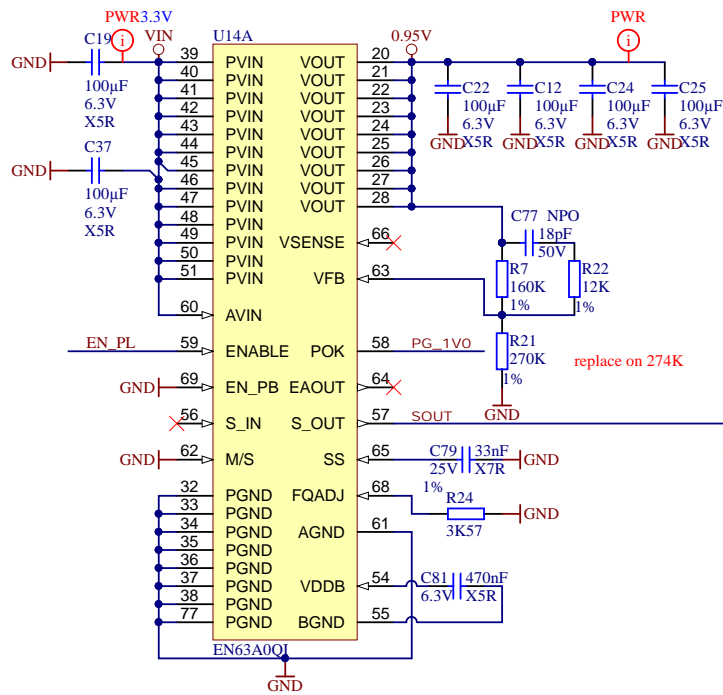 PWR3.3V
C19
VIN
U14A
0.95V
PWR
GND
100µF
6.3V
X5R
39 PVIN VOUT 20
40 PVIN VOUT 21
41 PVIN VOUT 22
42 PVIN VOUT 23
43 PVIN VOUT 24
44 PVIN VOUT 25
45 PVIN VOUT 26
46 PVIN VOUT 27
47 PVIN VOUT 28
48 PVIN
49 PVIN VSENSE 66
50 PVIN
51 PVIN VFB 63
60 AVIN
59 ENABLE POK 58
69 EN_PB EAOUT 64
56 S_IN S_OUT 57
62 M/S SS 65
32 PGND FQADJ 68
33 PGND
34 PGND AGND 61
35 PGND
36 PGND
37 PGND VDDB 54
38 PGND
77 PGND BGND 55
EN63A0QI
GND
C37
GND
100µF
6.3V
X5R
EN_PL
GND
GND
C22
100µF
6.3V
X5R
GND
C12
100µF
6.3V
X5R
GND
C24
100µF
6.3V
X5R
GND
C25
100µF
6.3V
X5R
GND
C77 NPO
18pF
50V
R7
160K
1%
R22
12K
1%
R21
270K
1%
GND
replace on 274K
PG_1V0
SOUT
C79
25V
1%
33nF
X7R
GND
R24
3K57
GND
C81
6.3V
470nF
X5R